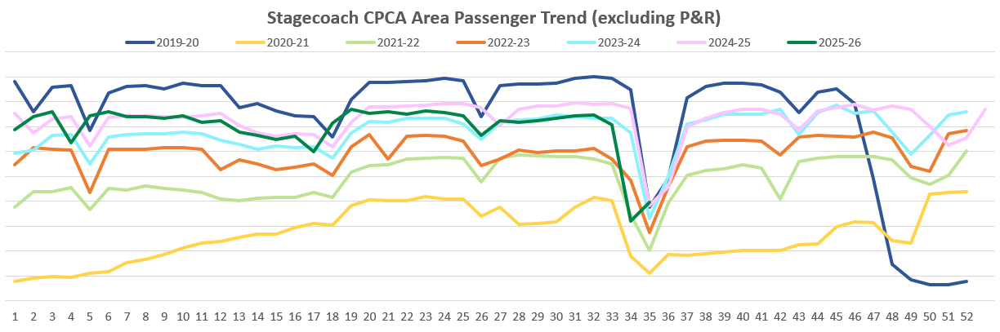 Stagecoach CPCA Area Passenger Trend (excluding P&R)
2019-20 2020-21 2021-22 2022-23 2023-24 2024-25 2025-26
1 2 3 4 5 6 7 8 9 10 11 12 13 14 15 16 17 18 19 20 21 22 23 24 25 26 27 28 29 30 31 32 33 34 35 36 37 38 39 40 41 42 43 44 45 46 47 48 49 50 51 52